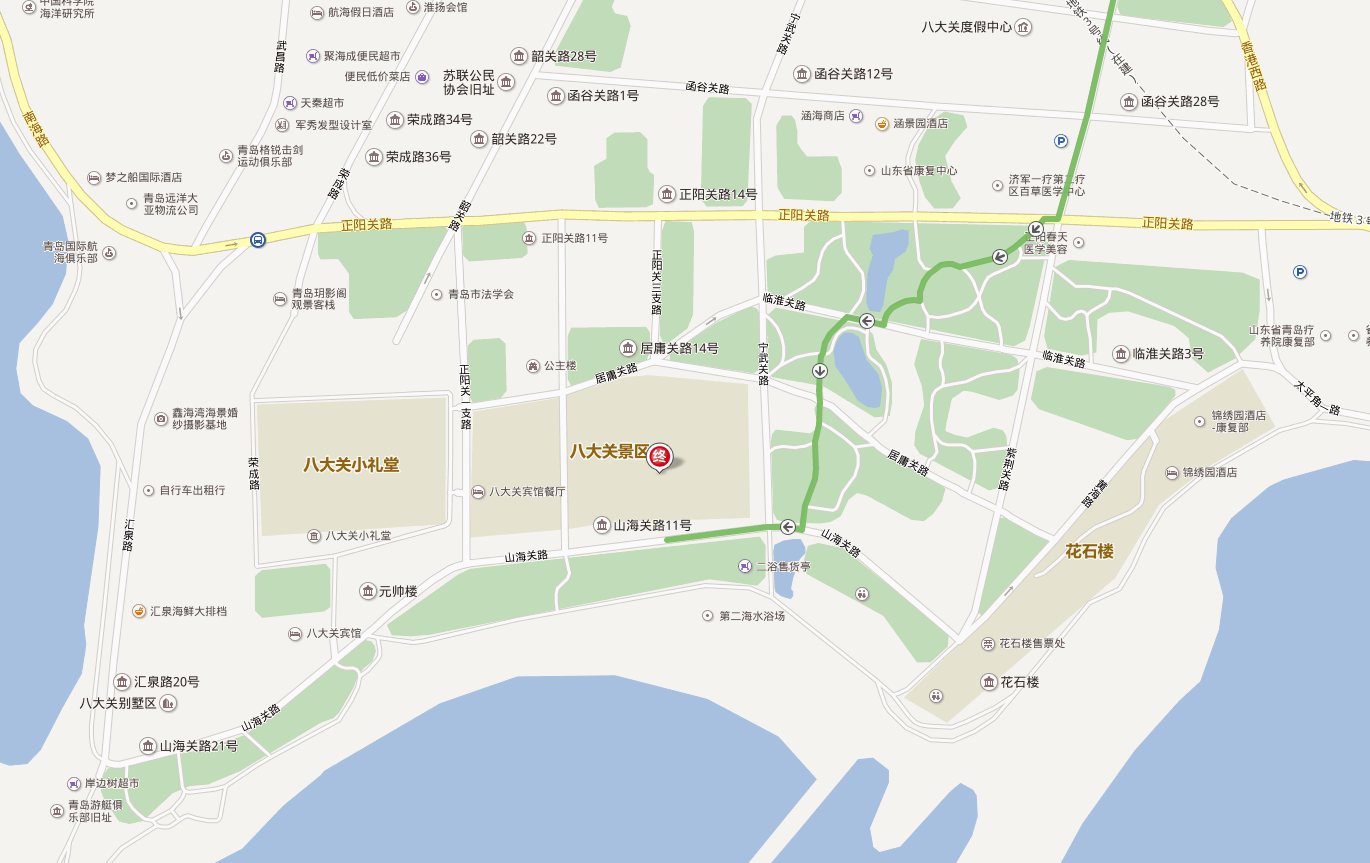 中国科学院
海洋研究所
航海假日酒店
淮扬会馆
武昌路
聚海成便民超市
便民低价菜店
苏联公民
协会旧址
韶关路28号
宁武关路
八大关度假中心
香港西路
函谷关路12号
函谷关路
函谷关路1号
函谷关路28号
天秦超市
军秀发型设计室
荣成路34号
韶关路22号
涵海商店
涵景园酒店
P
南海路
青岛格锐击剑
运动俱乐部
荣成路36号
梦之船国际酒店
荣成路
山东省康复中心
济军一疗第二疗
区百草医学中心
青岛远洋大
亚物流公司
正阳关路14号
韶关路
正阳关路
正阳关路
正阳关路
青岛国际航
海俱乐部
正阳关路11号
正阳春天
医学美容
正阳关三支路
P
青岛玥影阁
观景客栈
青岛市法学会
临淮关路
山东省青岛疗
养院康复部
居庸关路14号
宁武关路
临淮关路
临淮关路3号
公主楼
居庸关路
正阳关一支路
太平角一路
鑫海湾海景婚
纱摄影基地
锦绣园酒店
-康复部
八大关小礼堂
八大关景区
终
居庸关路
紫荆关路
锦绣园酒店
荣成路
自行车出租行
八大关宾馆餐厅
黄海路
汇泉路
八大关小礼堂
山海关路11号
山海关路
山海关路
花石楼
二浴售货亭
元帅楼
汇泉海鲜大排档
第二海水浴场
八大关宾馆
花石楼售票处
汇泉路20号
花石楼
八大关别墅区
山海关路
山海关路21号
岸边树超市
青岛游艇俱
乐部旧址